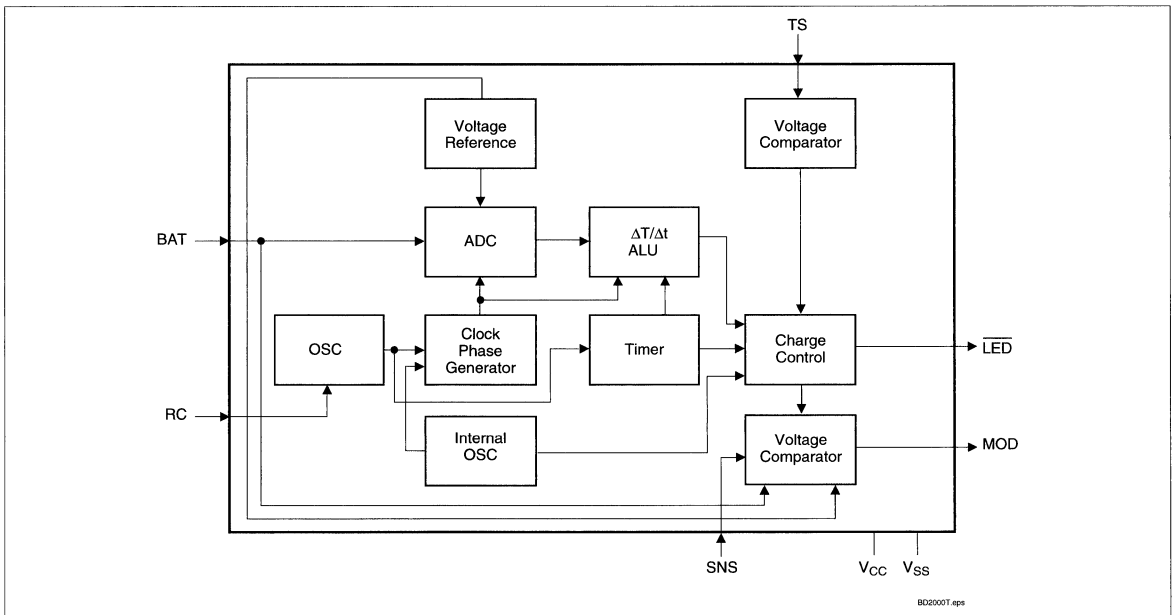 TS
Voltage
Reference
Voltage
Comparator
BAT
ADC
ΔT/Δt
ALU
OSC
Clock
Phase
Generator
Timer
Charge
Control
L̅E̅D̅
RC
Internal
OSC
Voltage
Comparator
MOD
SNS
VCC
VSS
BD2000T.eps